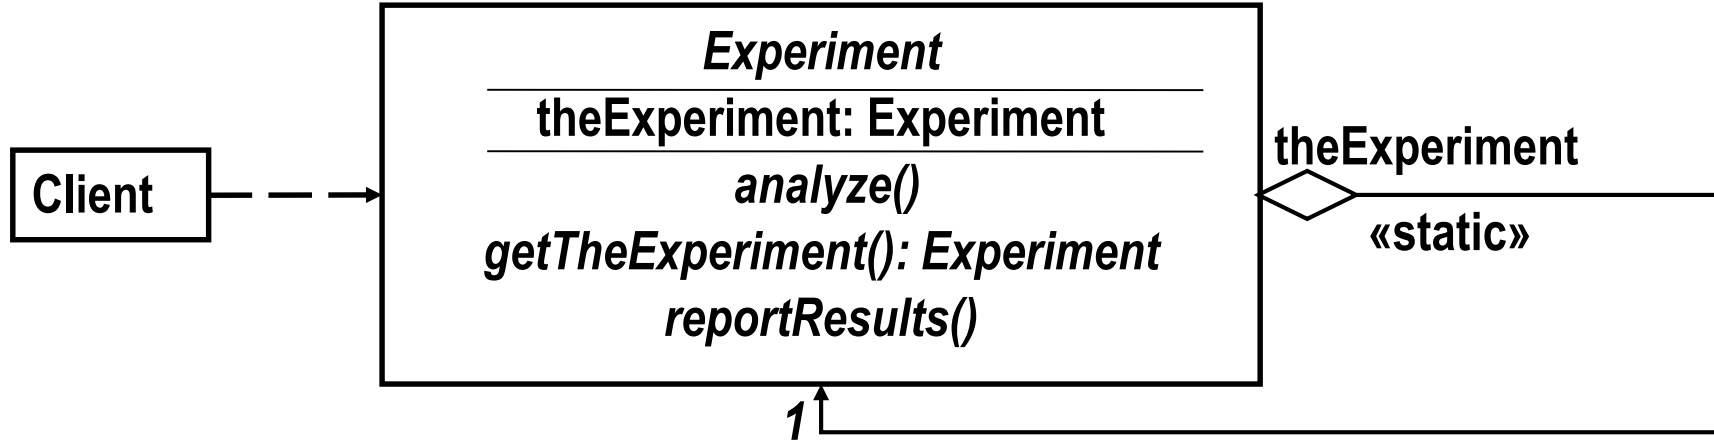 Experiment
theExperiment: Experiment
analyze()
getTheExperiment(): Experiment
reportResults()
Client
theExperiment
«static»
1